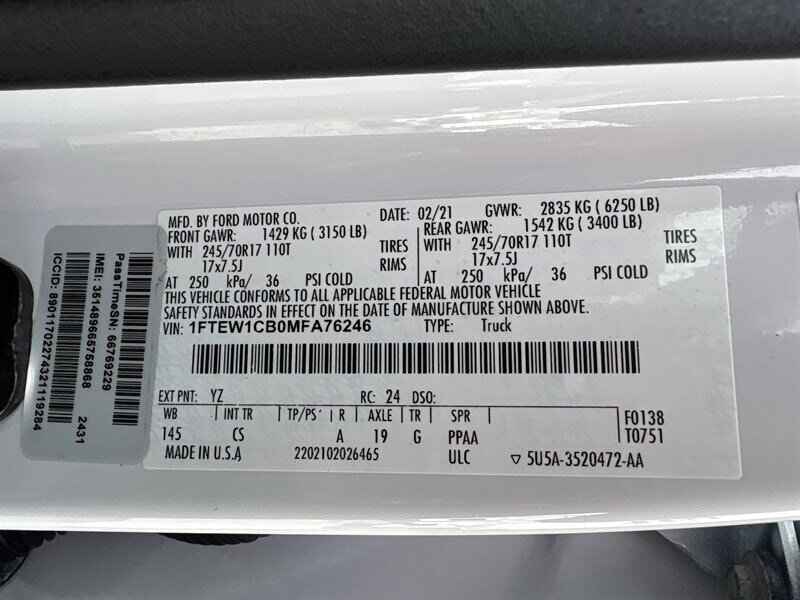 MFD. BY FORD MOTOR CO.
DATE: 02/21 GVWR: 2835 KG ( 6250 LB)
FRONT GAWR: 1429 KG ( 3150 LB) REAR GAWR: 1542 KG ( 3400 LB)
WITH 245/70R17 110T TIRES WITH 245/70R17 110T TIRES
17x7.5J RIMS 17x7.5J RIMS
AT 250 kPa/ 36 PSI COLD AT 250 kPa/ 36 PSI COLD
THIS VEHICLE CONFORMS TO ALL APPLICABLE FEDERAL MOTOR VEHICLE
SAFETY STANDARDS IN EFFECT ON THE DATE OF MANUFACTURE SHOWN ABOVE.
VIN: 1FTEW1CB0MFA76246 TYPE: Truck
EXT PNT: YZ RC: 24 DSO:
WB INT TR TP/PS R AXLE TR SPR
145 CS A 19 G PPAA
F0138
T0751
MADE IN U.S.A. 2202102026465 ULC ▽ 5U5A-3520472-AA
PassTimeSN: 66769229
IMEI: 351489665758868 2431
ICCID: 89011702274321119284